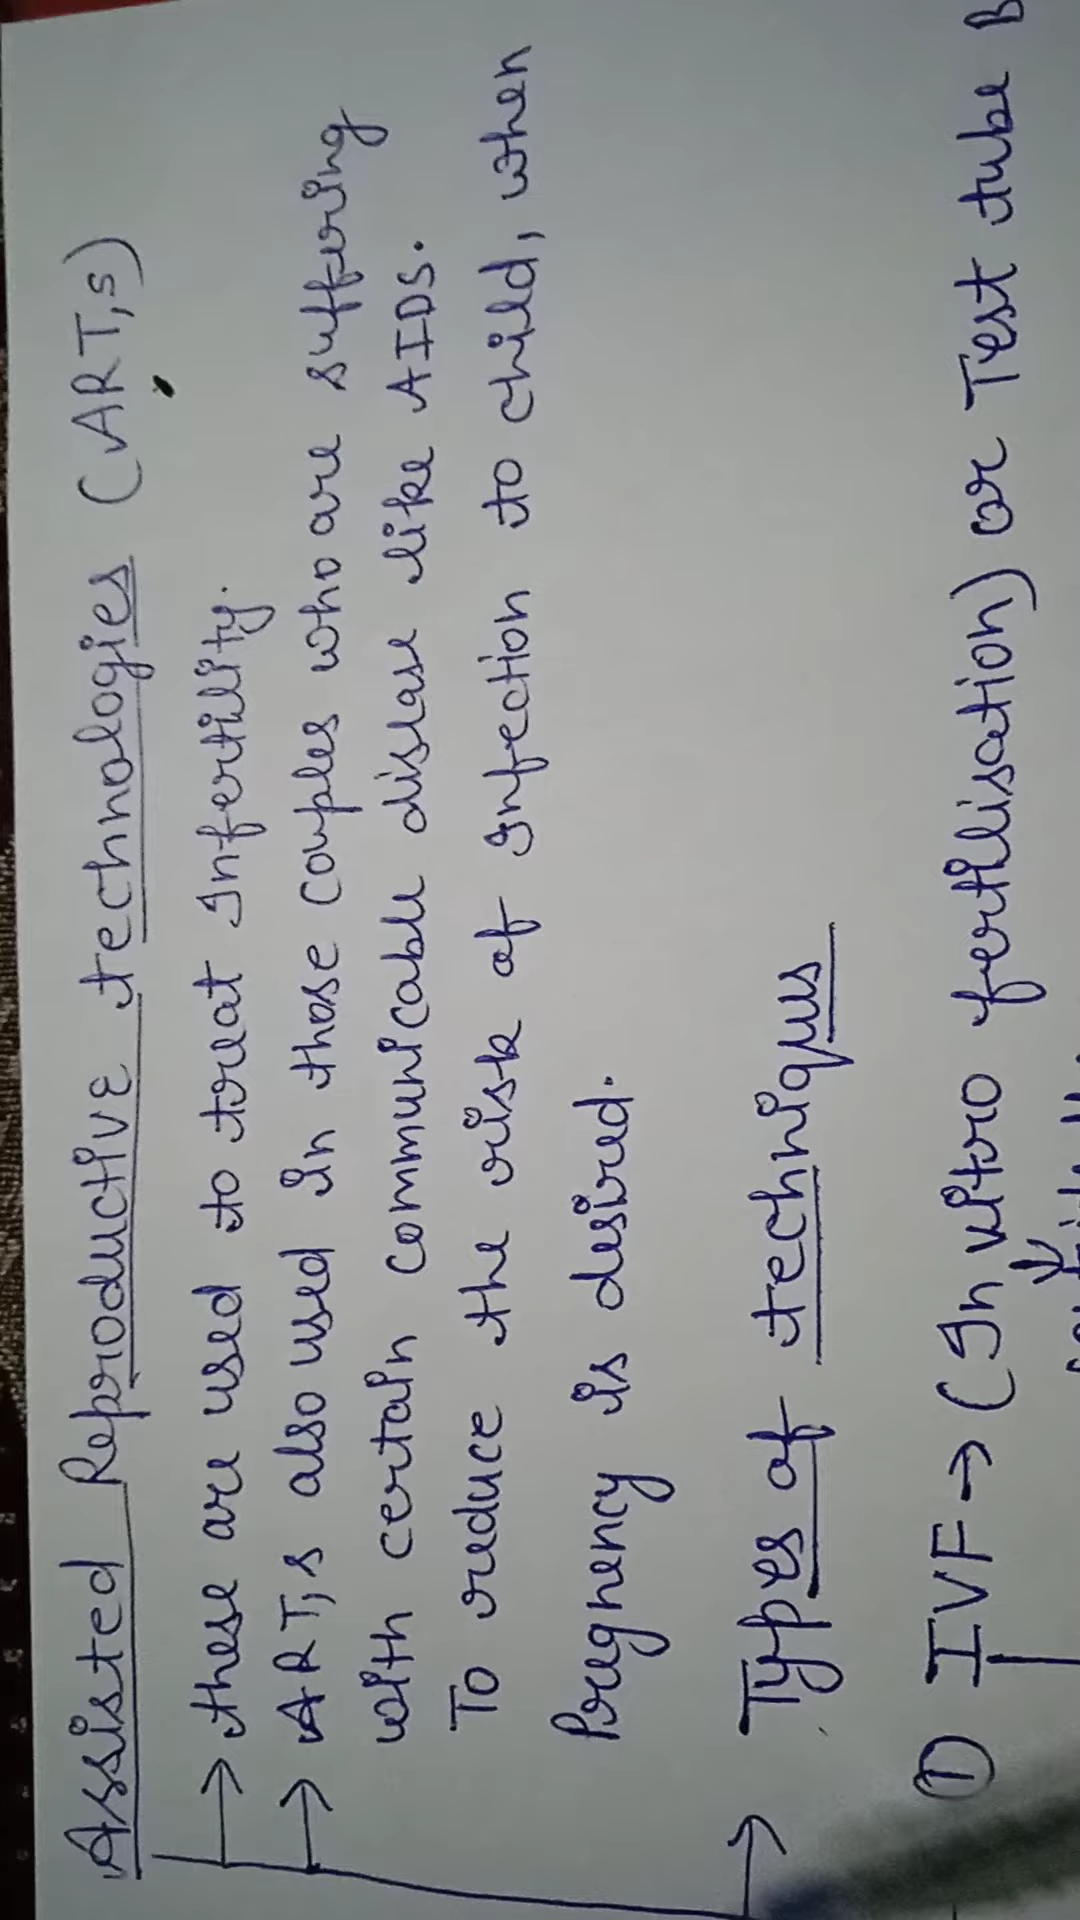 Assisted Reproductive technologies (ART,s)
→ these are used to treat Infertility.
→ ART,s also used in those couples who are suffering
with certain communicable disease like AIDS.
To reduce the risk of Infection to child, when
Pregnency is desired.
→ Types of techniques
① IVF → (In vitro fertilisation) or Test tube B